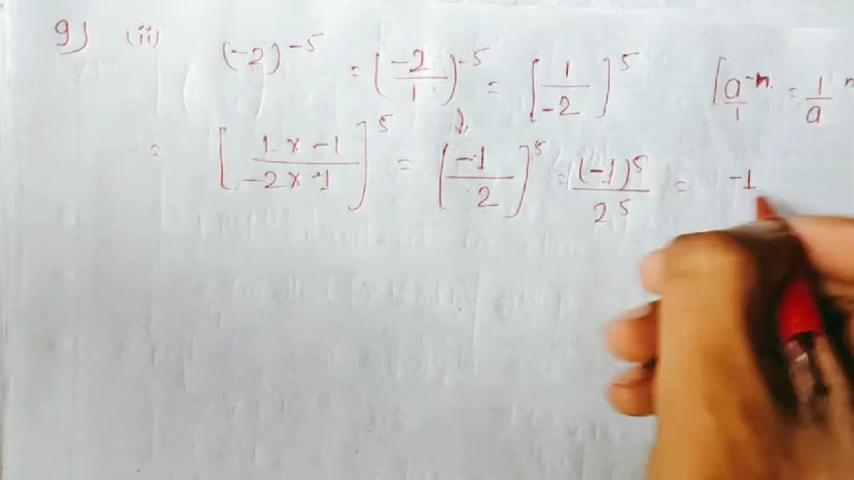 9) (ii) (-2)^-5 = (-2/1)^-5 = [1/-2]^5 [a^-n/1 = 1/a^n
= [1 x -1/-2 x -1]^5 = (-1/2]^5 = (-1)^5/2^5 = -1